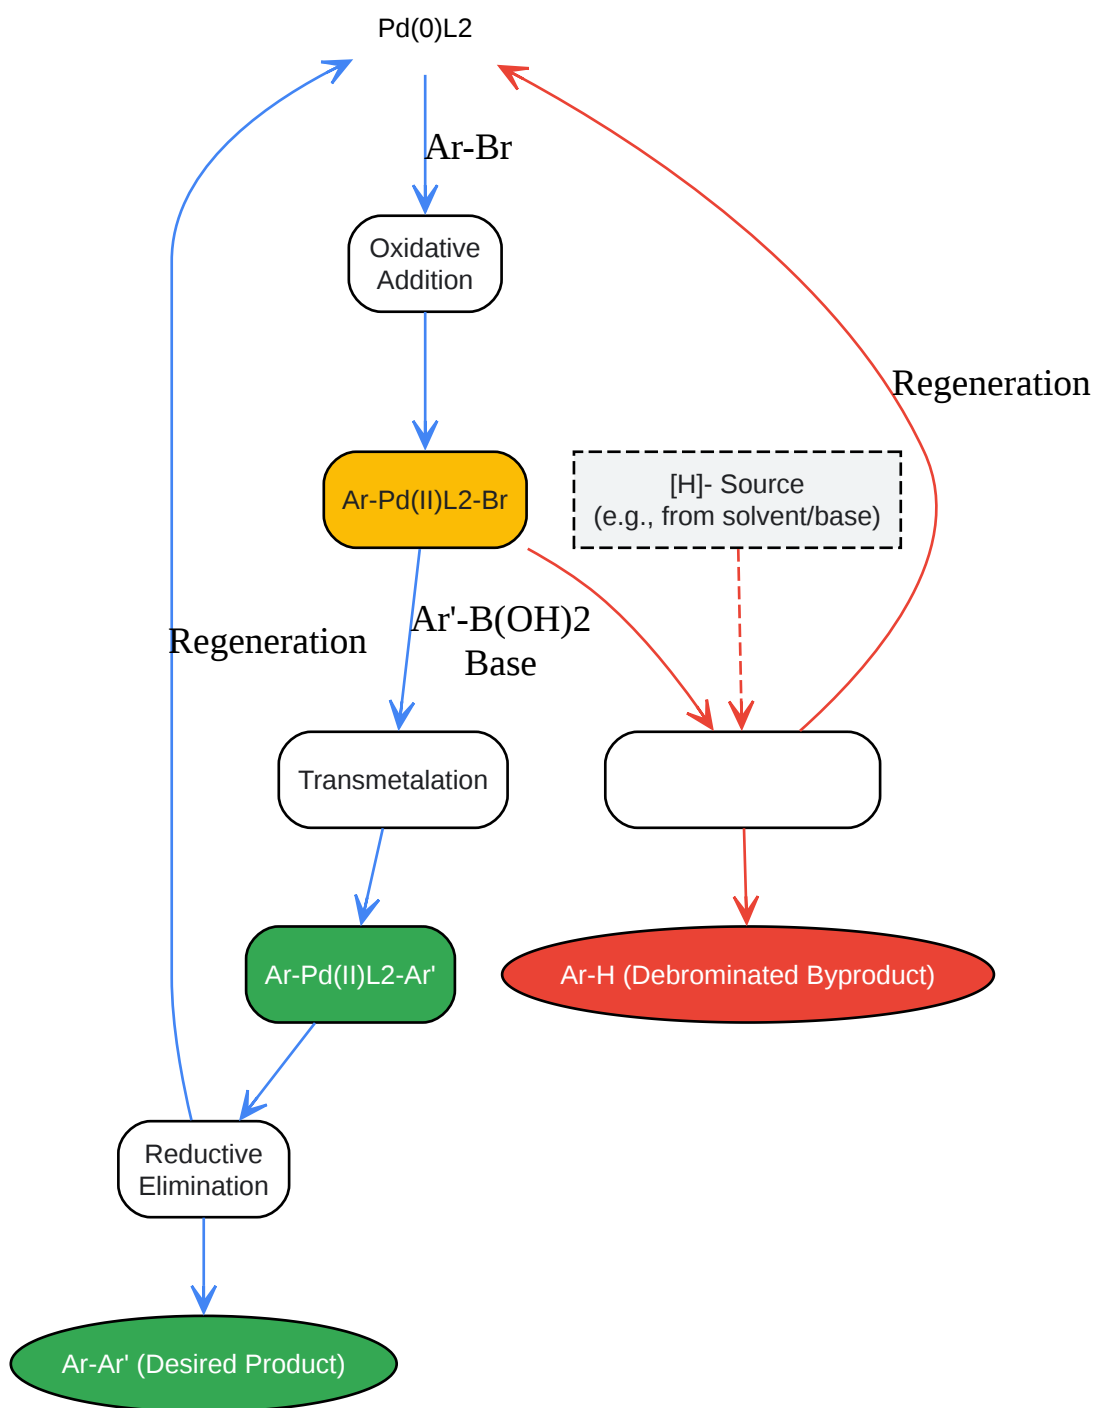 Pd(0)L2
Ar-Br
Oxidative
Addition
Regeneration
Ar-Pd(II)L2-Br
[H]- Source
(e.g., from solvent/base)
Regeneration
Ar'-B(OH)2
Base
Transmetalation
Ar-Pd(II)L2-Ar'
Ar-H (Debrominated Byproduct)
Reductive
Elimination
Ar-Ar' (Desired Product)